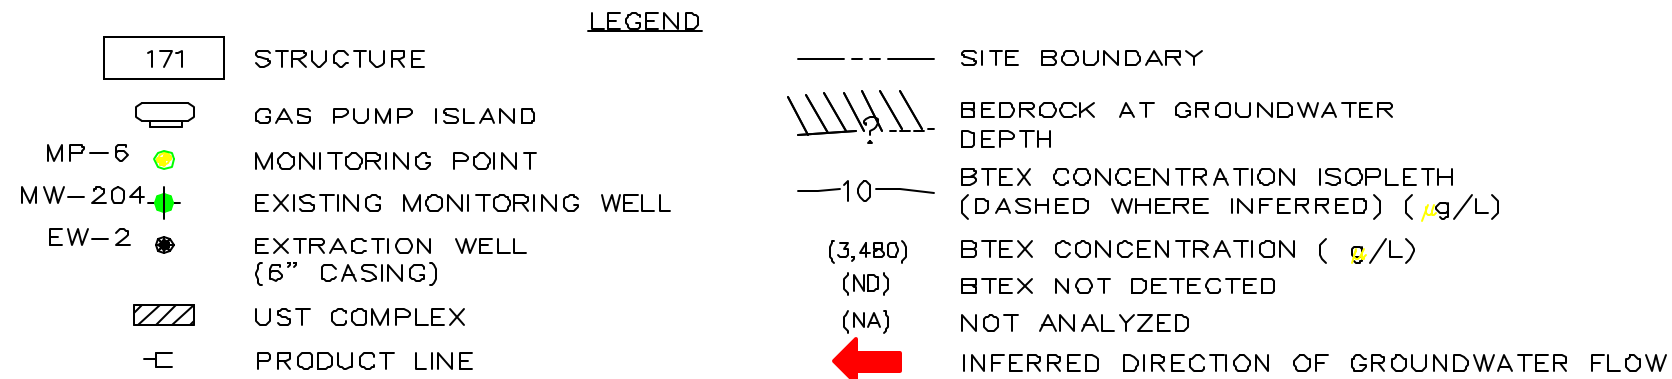 LEGEND
171 STRUCTURE
GAS PUMP ISLAND
MP-6 MONITORING POINT
MW-204 EXISTING MONITORING WELL
EW-2 EXTRACTION WELL
(6" CASING)
UST COMPLEX
PRODUCT LINE
SITE BOUNDARY
BEDROCK AT GROUNDWATER
? DEPTH
10 BTEX CONCENTRATION ISOPLETH
(DASHED WHERE INFERRED) ( µg/L)
(3,480) BTEX CONCENTRATION ( µg/L)
(ND) BTEX NOT DETECTED
(NA) NOT ANALYZED
INFERRED DIRECTION OF GROUNDWATER FLOW